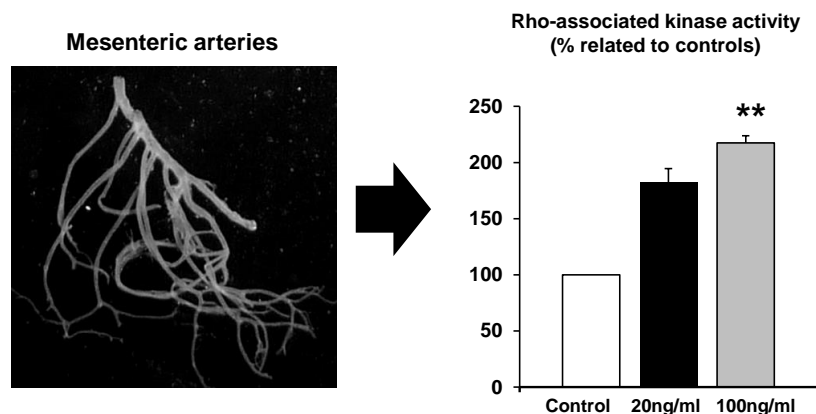 Mesenteric arteries
Rho-associated kinase activity
(% related to controls)
250
200
150
100
50
0
**
Control 20ng/ml 100ng/ml